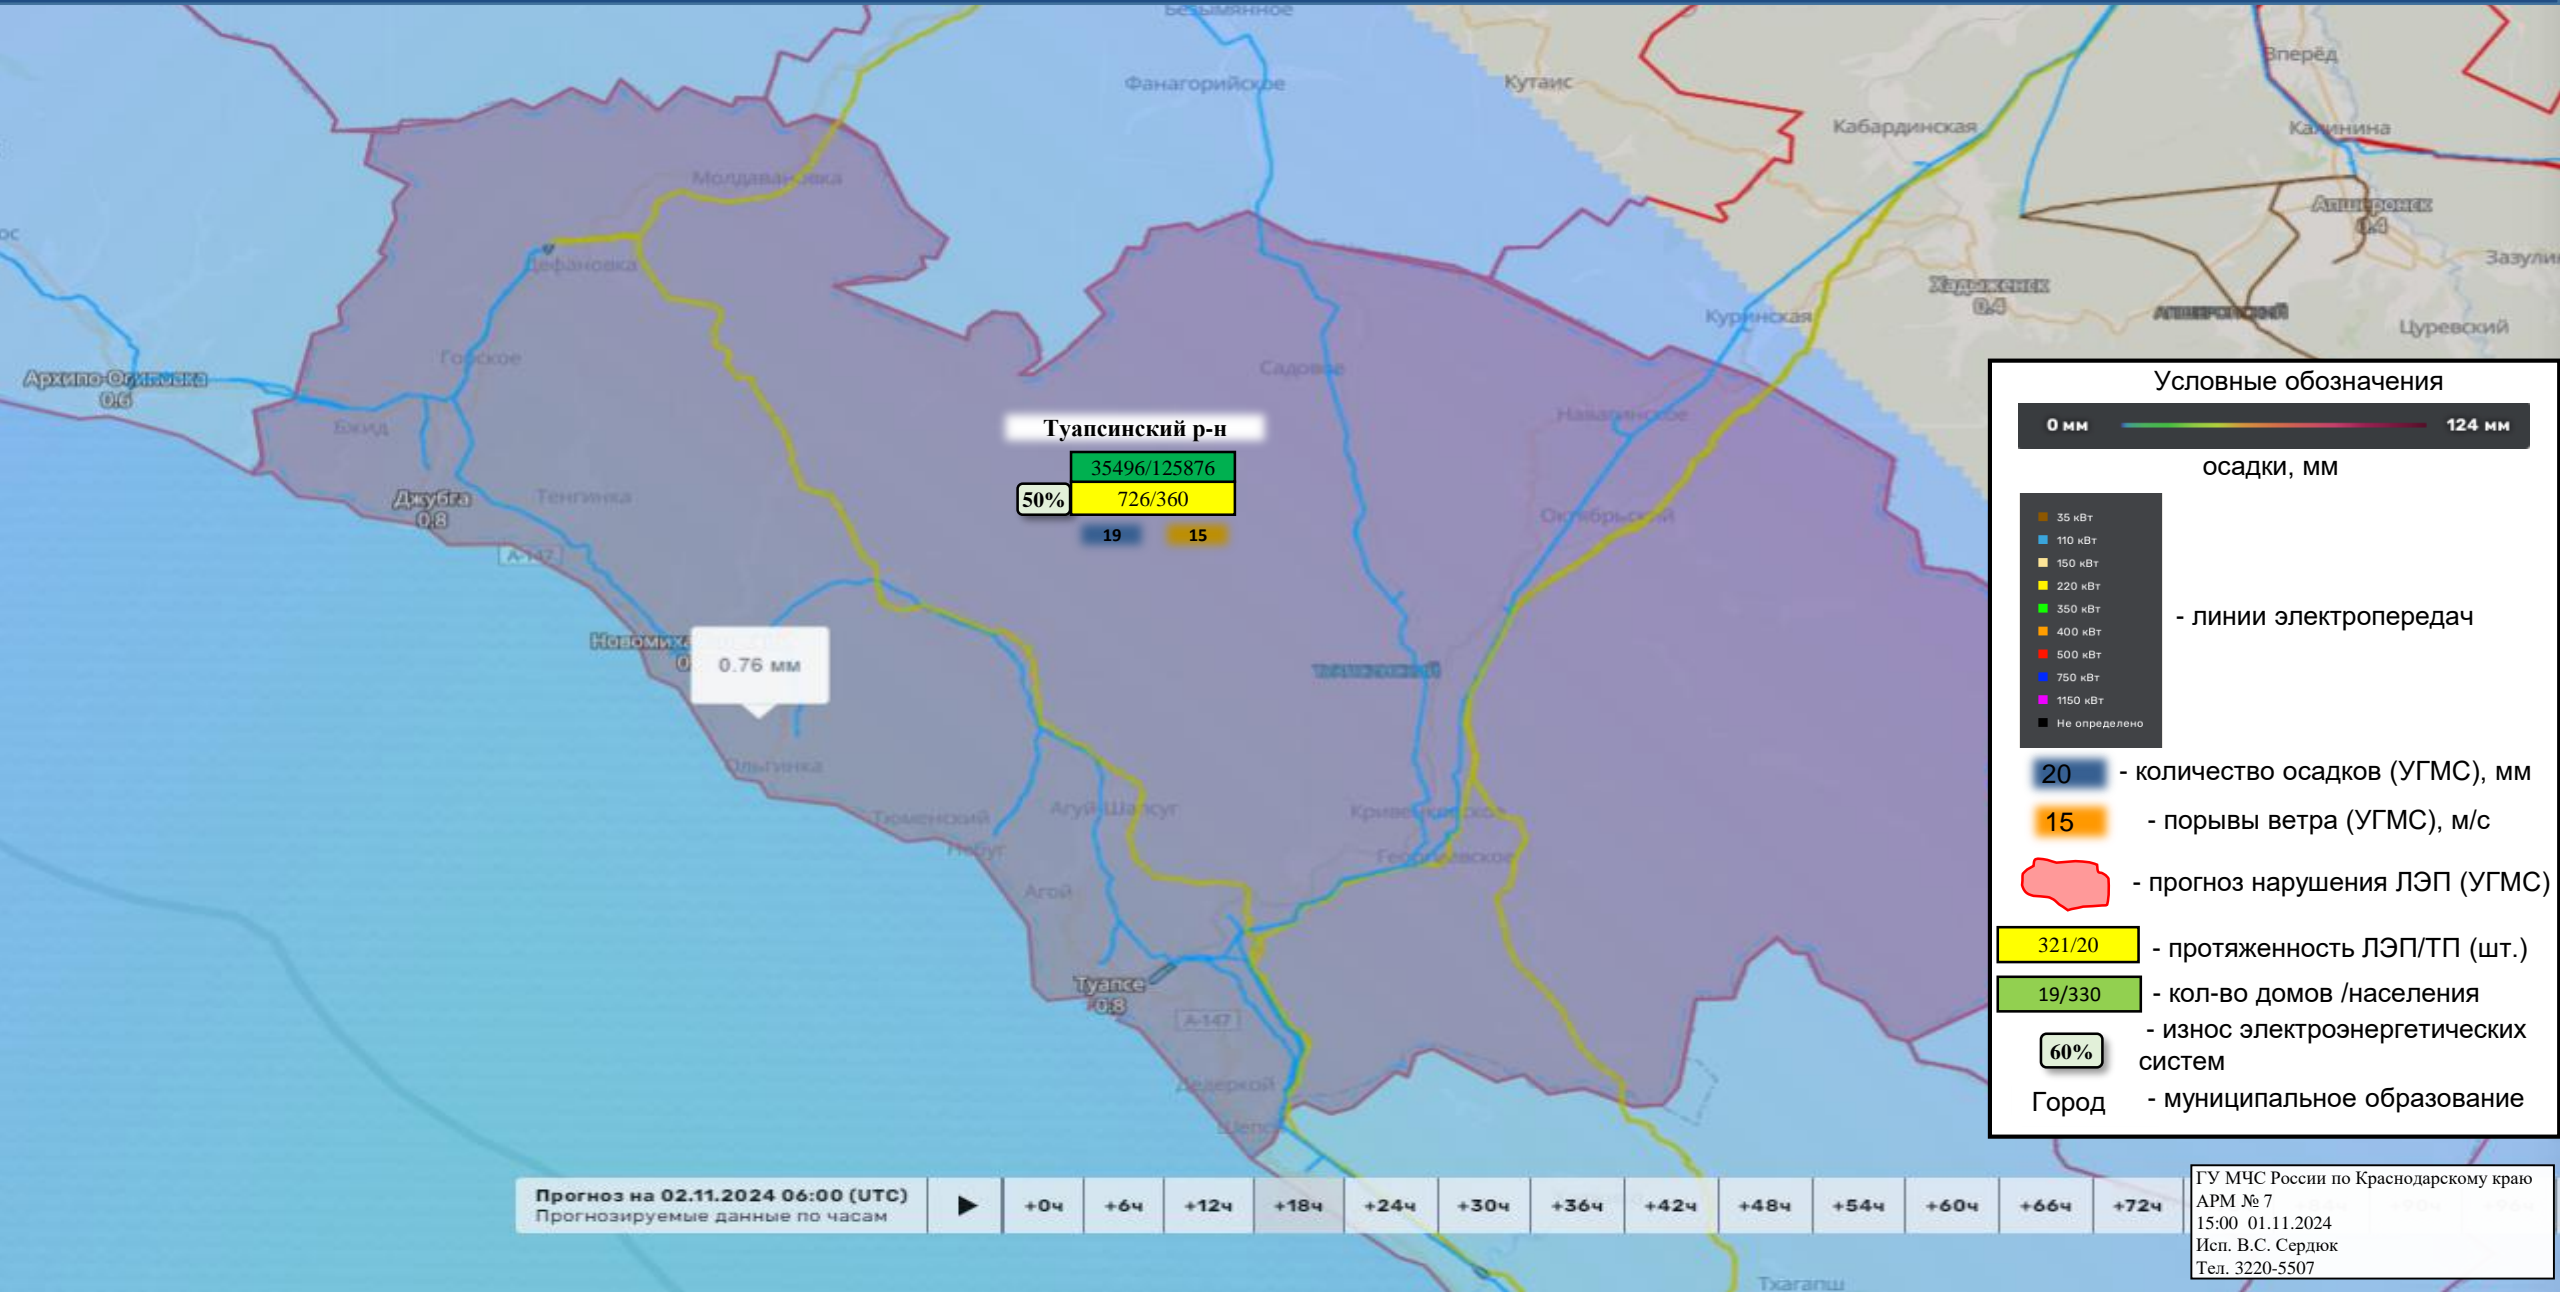 Безымянное
Фанагорийское
Кутаис
Вперёд
Кабардинская
Калинина
Молдавановка
Апшеронск
0.4
ос
Дефановка
Хадыженск
0.4
АПШЕРОНСКИЙ
Куринская
Цуревский
Горское
Садовое
Архипо-Осиповка
0.6
Бжид
Навагинское
Туапсинский р-н
35496/125876
50%
726/360
19
15
Джубга
0.8
Тенгинка
А-147
Октябрьский
0.76 мм
ТУАПСИНСКИЙ
Ольгинка
Тюменский
Агуй-Шапсуг
Кривенковское
Небуг
Георгиевское
Агой
Туапсе
0.8
А-147
Дедеркой
Тхагапш
Условные обозначения
0 мм
124 мм
осадки, мм
35 кВт
110 кВт
150 кВт
220 кВт
350 кВт
400 кВт
500 кВт
750 кВт
1150 кВт
Не определено
- линии электропередач
20 - количество осадков (УГМС), мм
15 - порывы ветра (УГМС), м/с
- прогноз нарушения ЛЭП (УГМС)
321/20 - протяженность ЛЭП/ТП (шт.)
19/330 - кол-во домов /населения
60% - износ электроэнергетических
систем
Город - муниципальное образование
Прогноз на 02.11.2024 06:00 (UTC)
Прогнозируемые данные по часам
+0ч +6ч +12ч +18ч +24ч +30ч +36ч +42ч +48ч +54ч +60ч +66ч +72ч
ГУ МЧС России по Краснодарскому краю
АРМ № 7
15:00 01.11.2024
Исп. В.С. Сердюк
Тел. 3220-5507